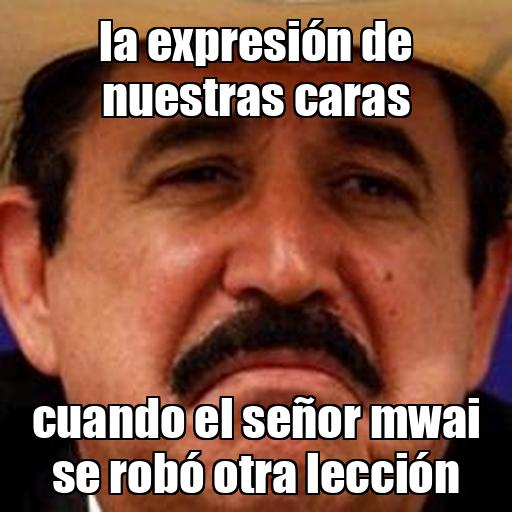 la expresión de
nuestras caras
cuando el señor mwai
se robó otra lección